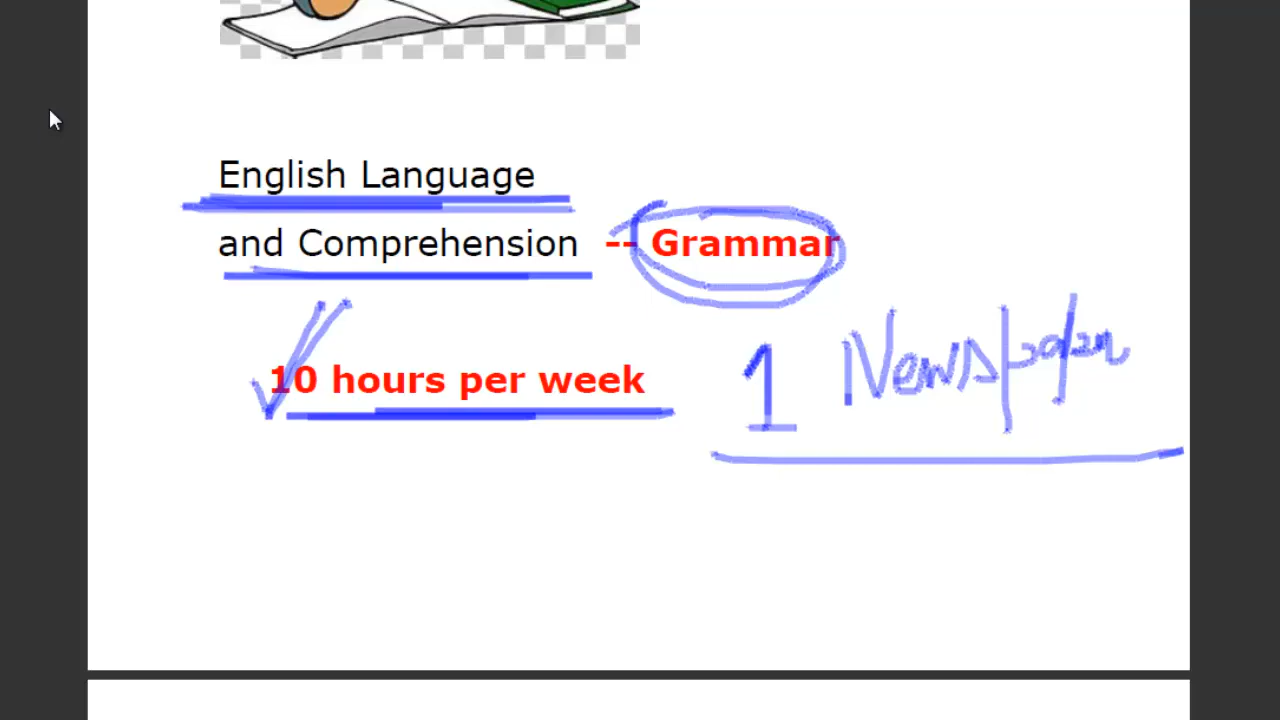 English Language
and Comprehension -- Grammar
10 hours per week
1 Newspaper